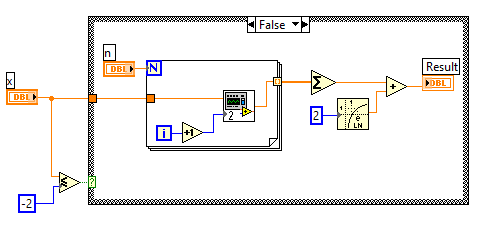 False
n
DBL
N
Result
DBL
x
DBL
2
i
+1
Σ
+
2
e
LN
≤
?
-2